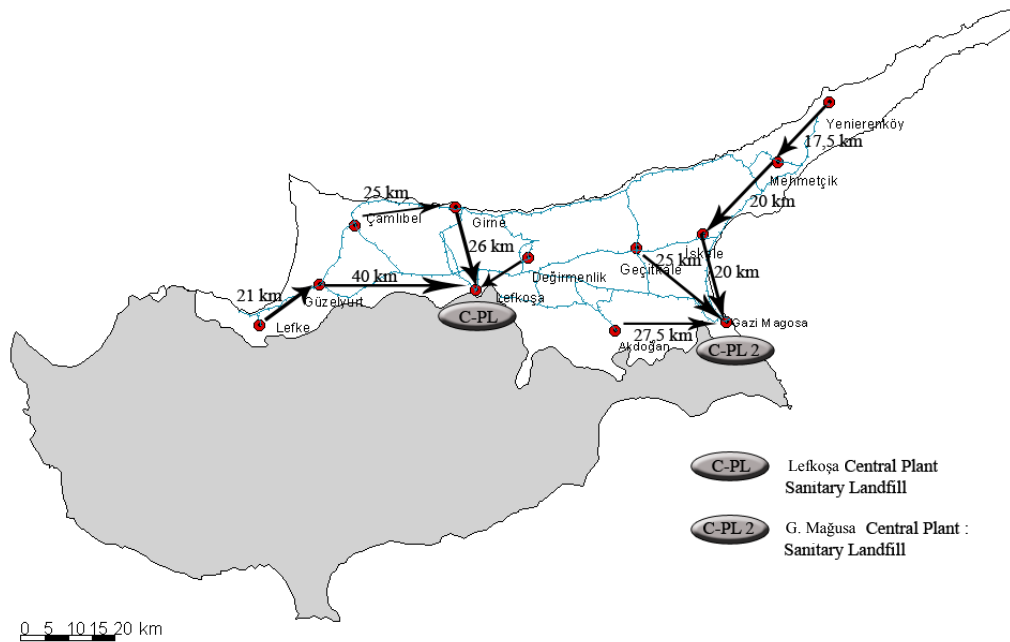 Yenierenköy
17,5 km
Mehmetçik
20 km
25 km
Çamlıbel
Girne
26 km
İskele
Geçitkale
25 km
20 km
Değirmenlik
40 km
21 km
Güzelyurt
Lefkoşa
Lefke
C-PL
Gazi Magosa
27,5 km
Akdoğan
C-PL 2
C-PL
Lefkoşa Central Plant
Sanitary Landfill
C-PL 2
G. Mağusa Central Plant :
Sanitary Landfill
0 5 10 15 20 km